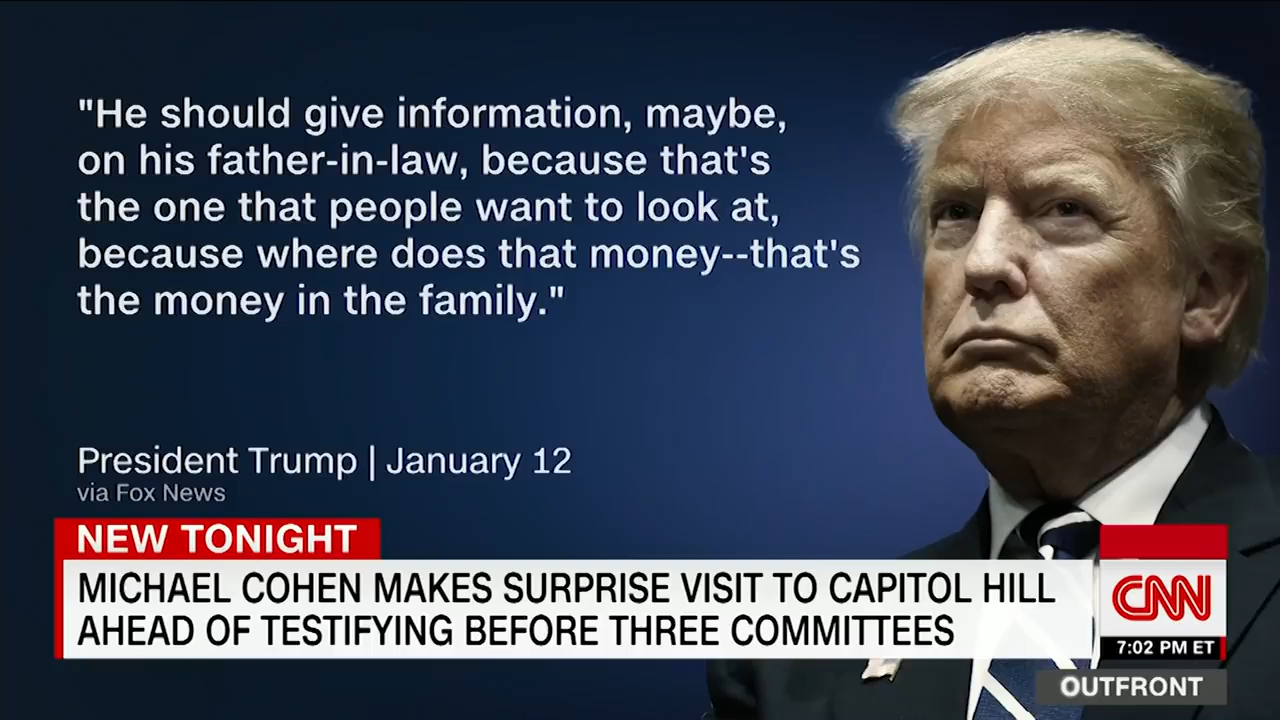 "He should give information, maybe,
on his father-in-law, because that's
the one that people want to look at,
because where does that money--that's
the money in the family."
President Trump | January 12
via Fox News
NEW TONIGHT
MICHAEL COHEN MAKES SURPRISE VISIT TO CAPITOL HILL
AHEAD OF TESTIFYING BEFORE THREE COMMITTEES
CNN
7:02 PM ET
OUTFRONT